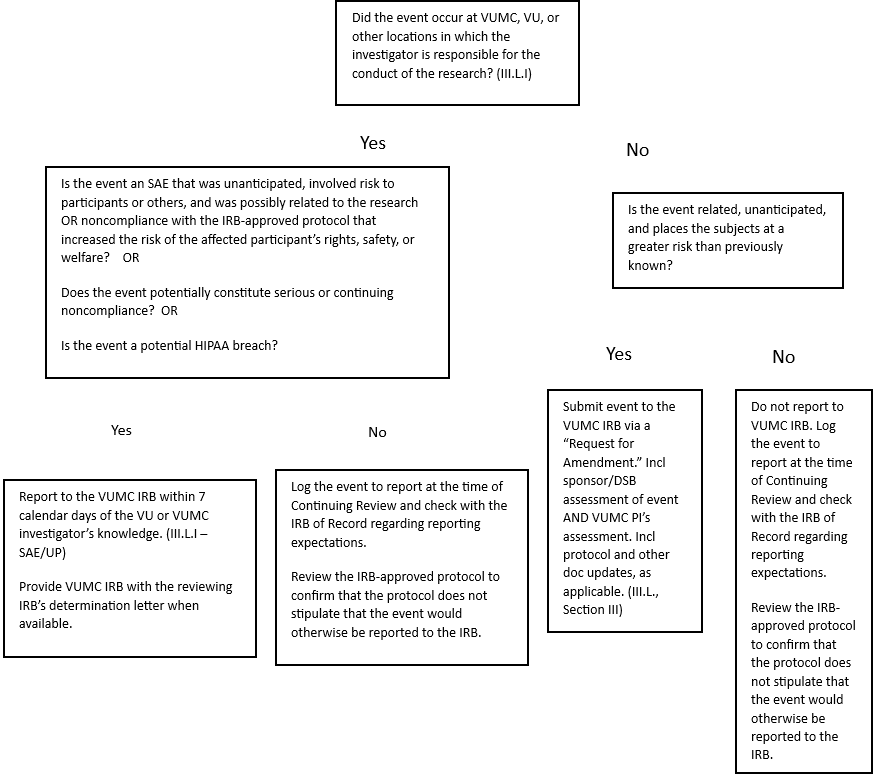 Did the event occur at VUMC, VU, or
other locations in which the
investigator is responsible for the
conduct of the research? (III.L.I)
Yes
No
Is the event an SAE that was unanticipated, involved risk to
participants or others, and was possibly related to the research
OR noncompliance with the IRB-approved protocol that
increased the risk of the affected participant's rights, safety, or
welfare?    OR
Does the event potentially constitute serious or continuing
noncompliance?  OR
Is the event a potential HIPAA breach?
Is the event related, unanticipated,
and places the subjects at a
greater risk than previously
known?
Yes
No
Report to the VUMC IRB within 7
calendar days of the VU or VUMC
investigator's knowledge. (III.L.I –
SAE/UP)
Provide VUMC IRB with the reviewing
IRB's determination letter when
available.
Log the event to report at the time of
Continuing Review and check with the
IRB of Record regarding reporting
expectations.
Review the IRB-approved protocol to
confirm that the protocol does not
stipulate that the event would
otherwise be reported to the IRB.
Yes
No
Submit event to the
VUMC IRB via a
“Request for
Amendment.” Incl
sponsor/DSB
assessment of event
AND VUMC PI's
assessment. Incl
protocol and other
doc updates, as
applicable. (III.L.,
Section III)
Do not report to
VUMC IRB. Log
the event to
report at the time
of Continuing
Review and check
with the IRB of
Record regarding
reporting
expectations.
Review the IRB-
approved protocol
to confirm that
the protocol does
not stipulate that
the event would
otherwise be
reported to the
IRB.